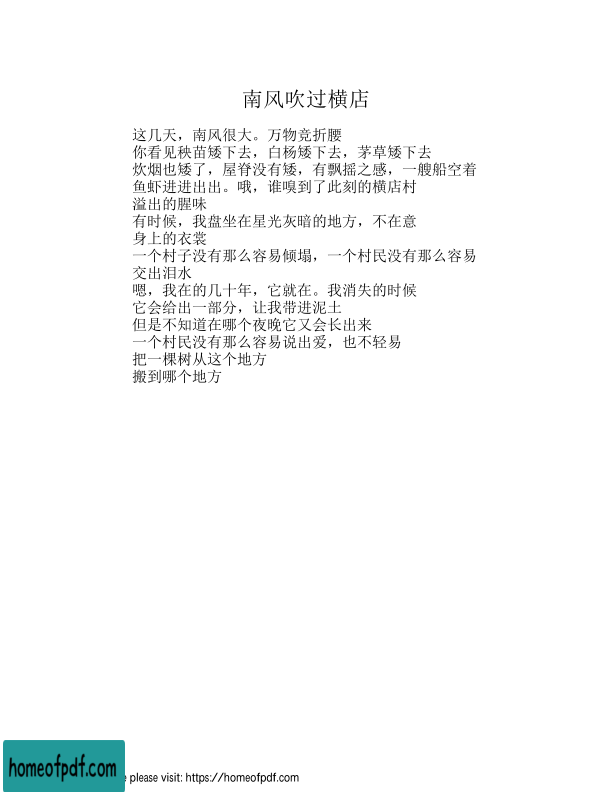 南风吹过横店
这几天，南风很大。万物竞折腰
你看见秧苗矮下去，白杨矮下去，茅草矮下去
炊烟也矮了，屋脊没有矮，有飘摇之感，一艘船空着
鱼虾进进出出。哦，谁嗅到了此刻的横店村
溢出的腥味
有时候，我盘坐在星光灰暗的地方，不在意
身上的衣裳
一个村子没有那么容易倾塌，一个村民没有那么容易
交出泪水
嗯，我在的几十年，它就在。我消失的时候
它会给出一部分，让我带进泥土
但是不知道在哪个夜晚它又会长出来
一个村民没有那么容易说出爱，也不轻易
把一棵树从这个地方
搬到哪个地方
homeofpdf.com
please visit: https://homeofpdf.com